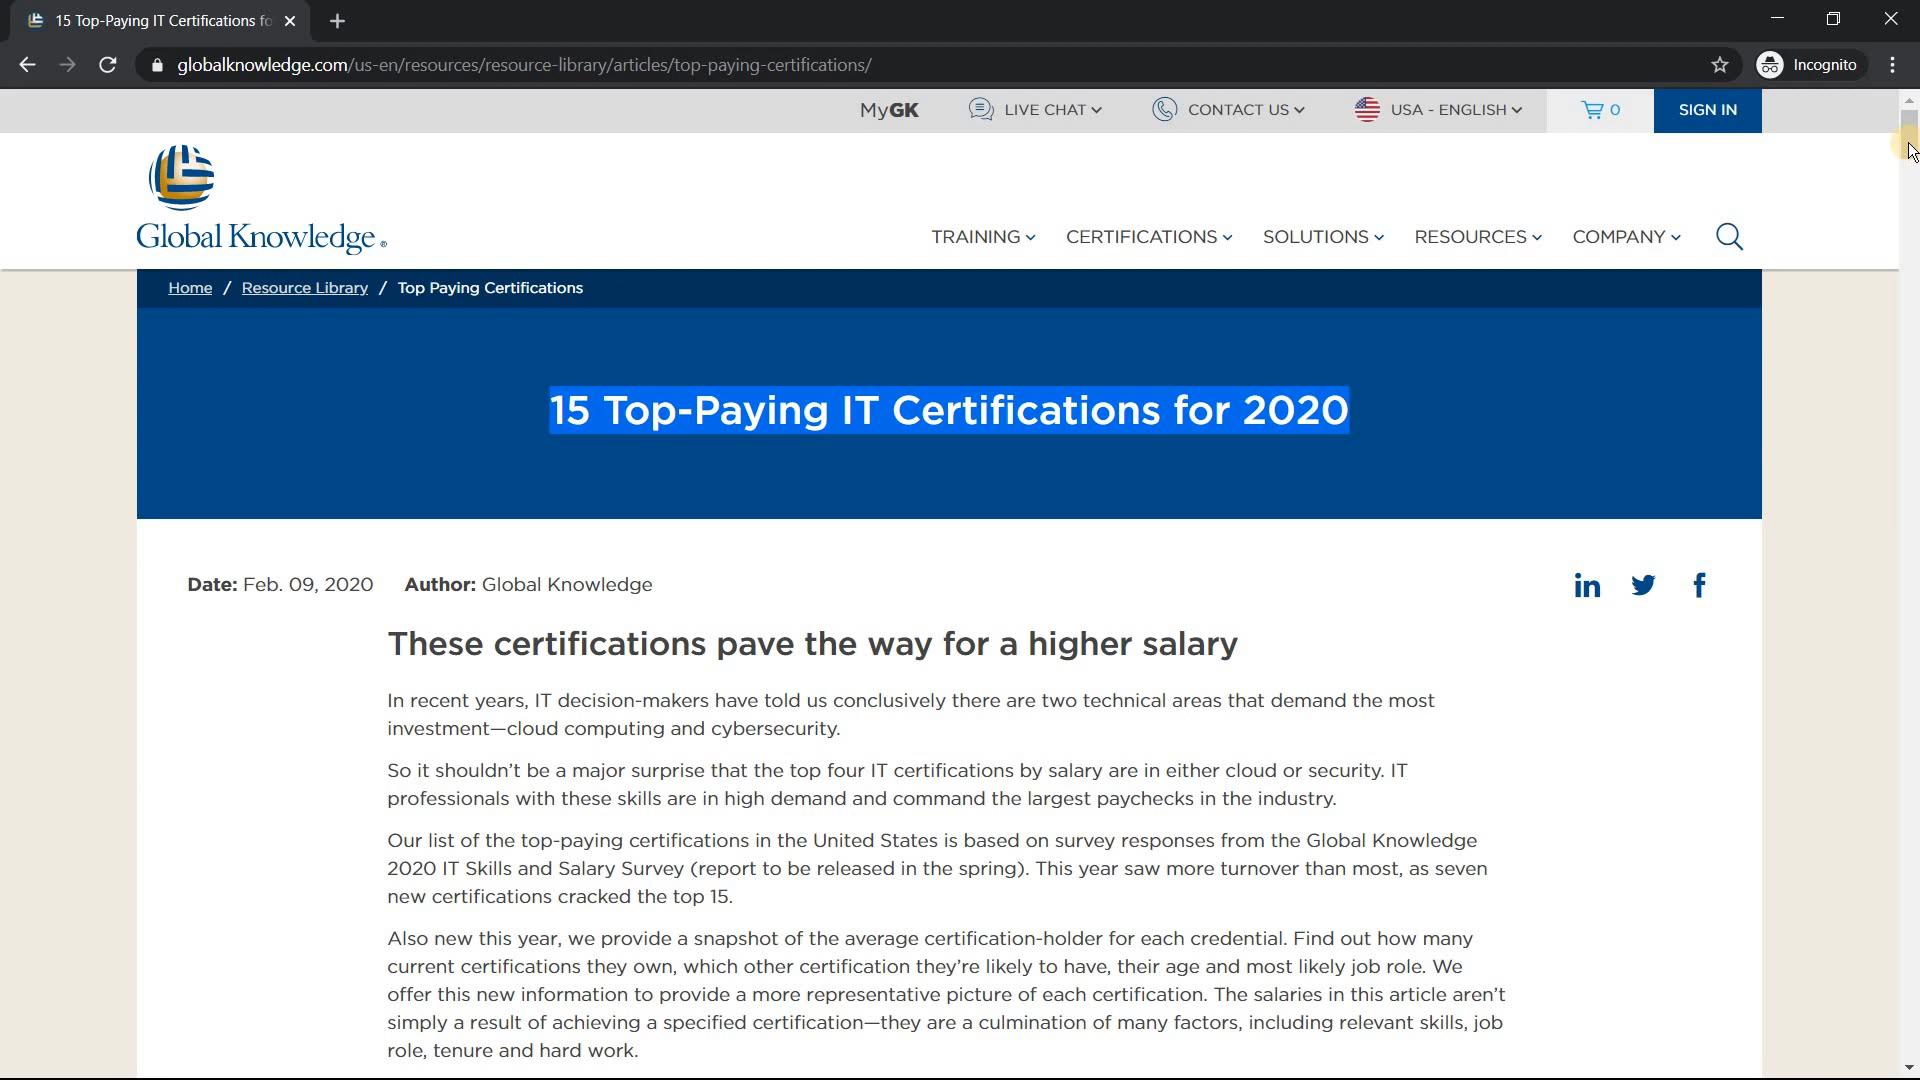 15 Top-Paying IT Certifications fo
globalknowledge.com/us-en/resources/resource-library/articles/top-paying-certifications/
Incognito
MyGK
LIVE CHAT
CONTACT US
USA - ENGLISH
0
SIGN IN
Global Knowledge®
TRAINING
CERTIFICATIONS
SOLUTIONS
RESOURCES
COMPANY
Home / Resource Library / Top Paying Certifications
15 Top-Paying IT Certifications for 2020
Date: Feb. 09, 2020 Author: Global Knowledge
in
f
These certifications pave the way for a higher salary
In recent years, IT decision-makers have told us conclusively there are two technical areas that demand the most
investment—cloud computing and cybersecurity.
So it shouldn't be a major surprise that the top four IT certifications by salary are in either cloud or security. IT
professionals with these skills are in high demand and command the largest paychecks in the industry.
Our list of the top-paying certifications in the United States is based on survey responses from the Global Knowledge
2020 IT Skills and Salary Survey (report to be released in the spring). This year saw more turnover than most, as seven
new certifications cracked the top 15.
Also new this year, we provide a snapshot of the average certification-holder for each credential. Find out how many
current certifications they own, which other certification they're likely to have, their age and most likely job role. We
offer this new information to provide a more representative picture of each certification. The salaries in this article aren't
simply a result of achieving a specified certification—they are a culmination of many factors, including relevant skills, job
role, tenure and hard work.